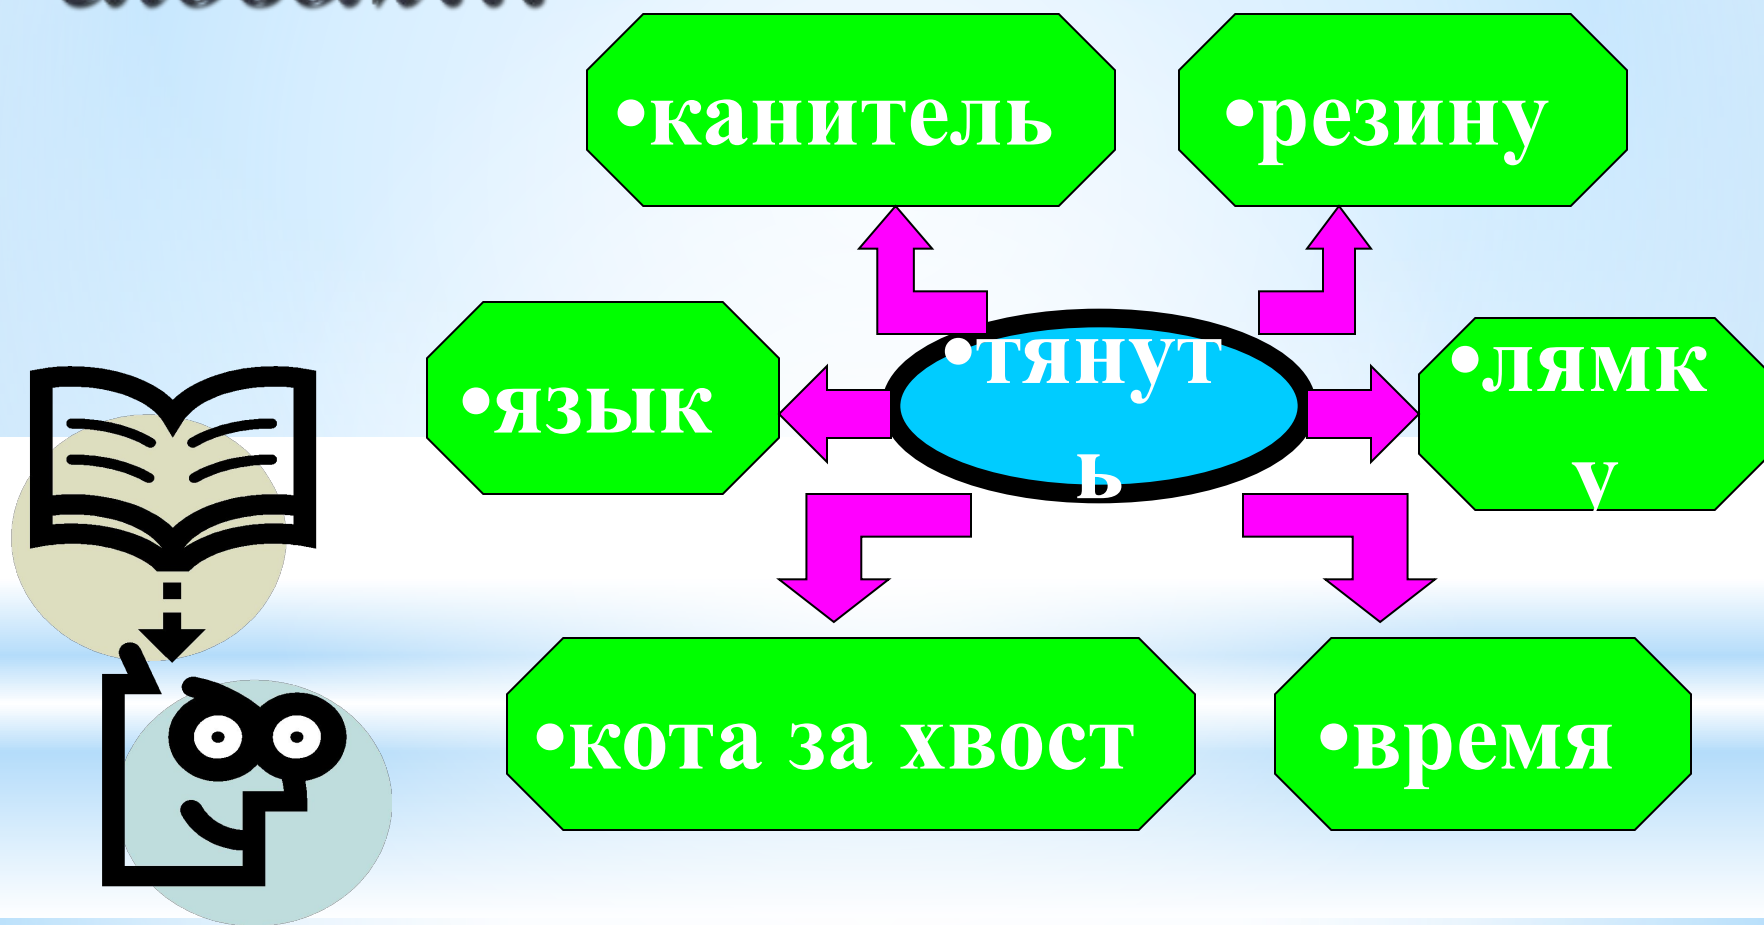 •канитель
•резину
•язык
•тянут
ь
•лямк
у
•кота за хвост
•время